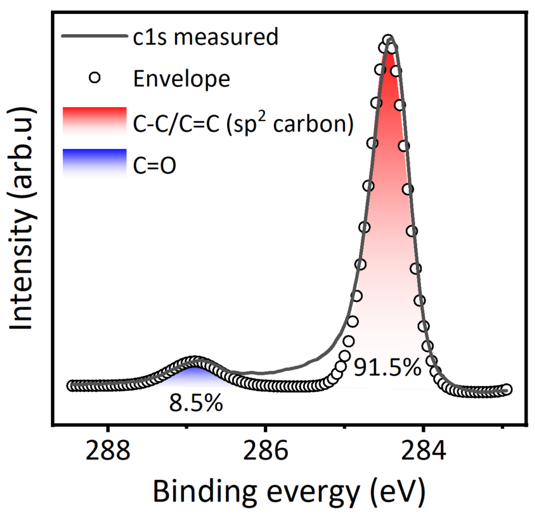 c1s measured
Envelope
C-C/C=C (sp² carbon)
C=O
Intensity (arb.u)
91.5%
8.5%
288
286
284
Binding evergy (eV)